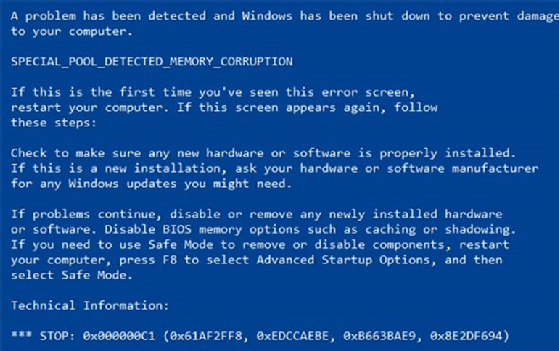 A problem has been detected and Windows has been shut down to prevent damage
to your computer.
SPECIAL_POOL_DETECTED_MEMORY_CORRUPTION
If this is the first time you've seen this error screen,
restart your computer. If this screen appears again, follow
these steps:
Check to make sure any new hardware or software is properly installed.
If this is a new installation, ask your hardware or software manufacturer
for any Windows updates you might need.
If problems continue, disable or remove any newly installed hardware
or software. Disable BIOS memory options such as caching or shadowing.
If you need to use Safe Mode to remove or disable components, restart
your computer, press F8 to select Advanced Startup Options, and then
select Safe Mode.
Technical Information:
*** STOP: 0x000000C1 (0x61AF2FF8, 0xEDCCAEBE, 0xB663BAE9, 0x8E2DF694)